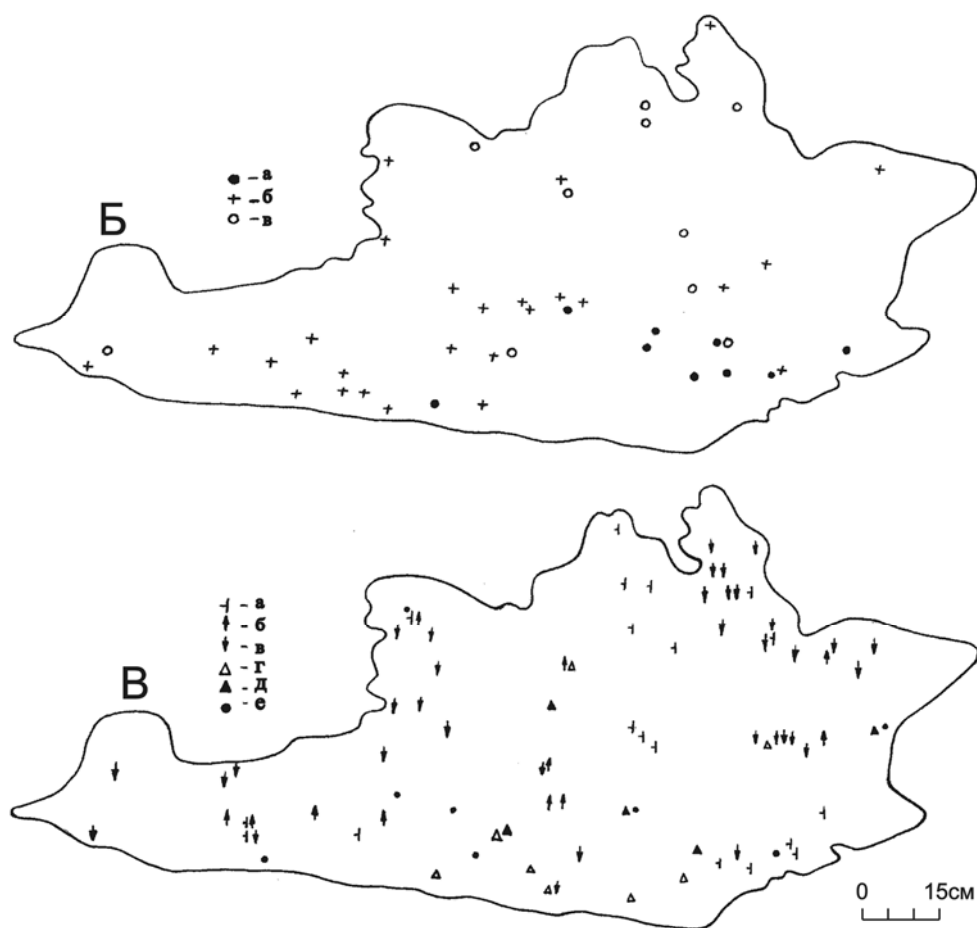 Б
● - а
+ - б
○ - в
В
⊣ - а
↑ - б
↓ - в
△ - г
▲ - д
● - е
0 15см